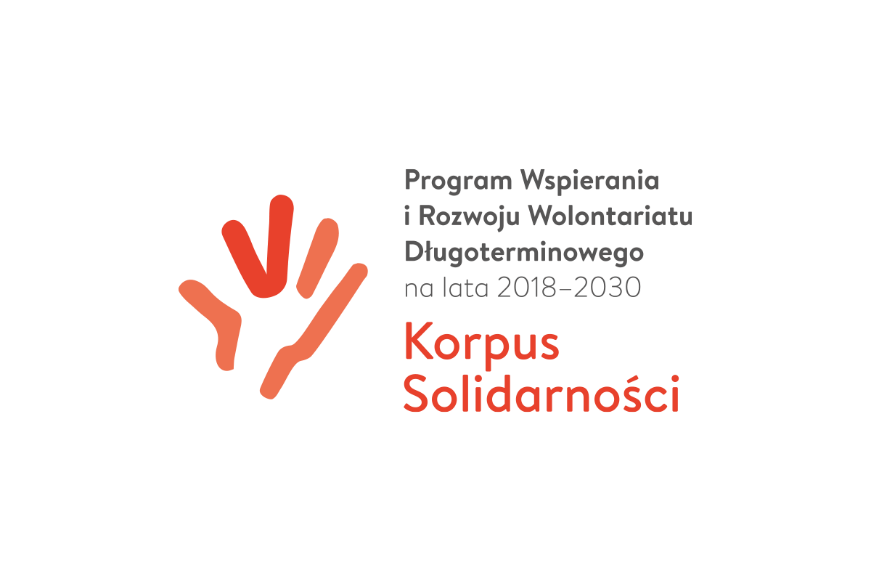 Program Wspierania
i Rozwoju Wolontariatu
Długoterminowego
na lata 2018–2030
Korpus
Solidarności